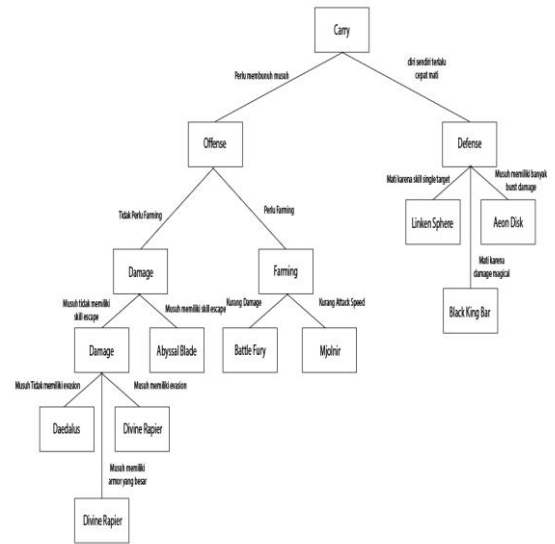 Carry
Perlu membunuh musuh
diri sendiri terlalu
cepat mati
Offense
Defense
Mati karena skill single target
Musuh memiliki banyak
burst damage
Tidak Perlu Farming
Perlu Farming
Linken Sphere
Aeon Disk
Mati karena
damage magical
Damage
Farming
Black King Bar
Musuh tidak memiliki
skill escape
Musuh memiliki skill escape
Kurang Damage
Kurang Attack Speed
Damage
Abyssal Blade
Battle Fury
Mjolnir
Musuh Tidak memiliki evasion
Musuh memiliki evasion
Daedalus
Divine Rapier
Musuh memiliki
armor yang besar
Divine Rapier